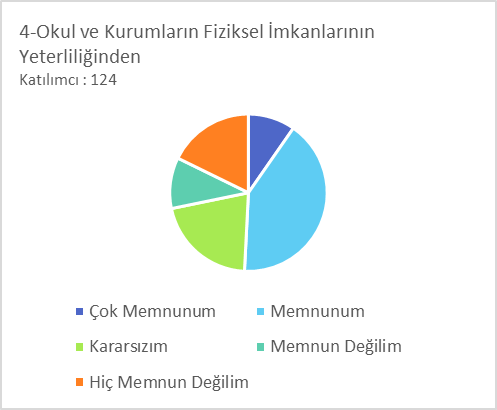 4-Okul ve Kurumların Fiziksel İmkanlarının
Yeterliliğinden
Katılımcı : 124
Çok Memnunum
Memnunum
Kararsızım
Memnun Değilim
Hiç Memnun Değilim